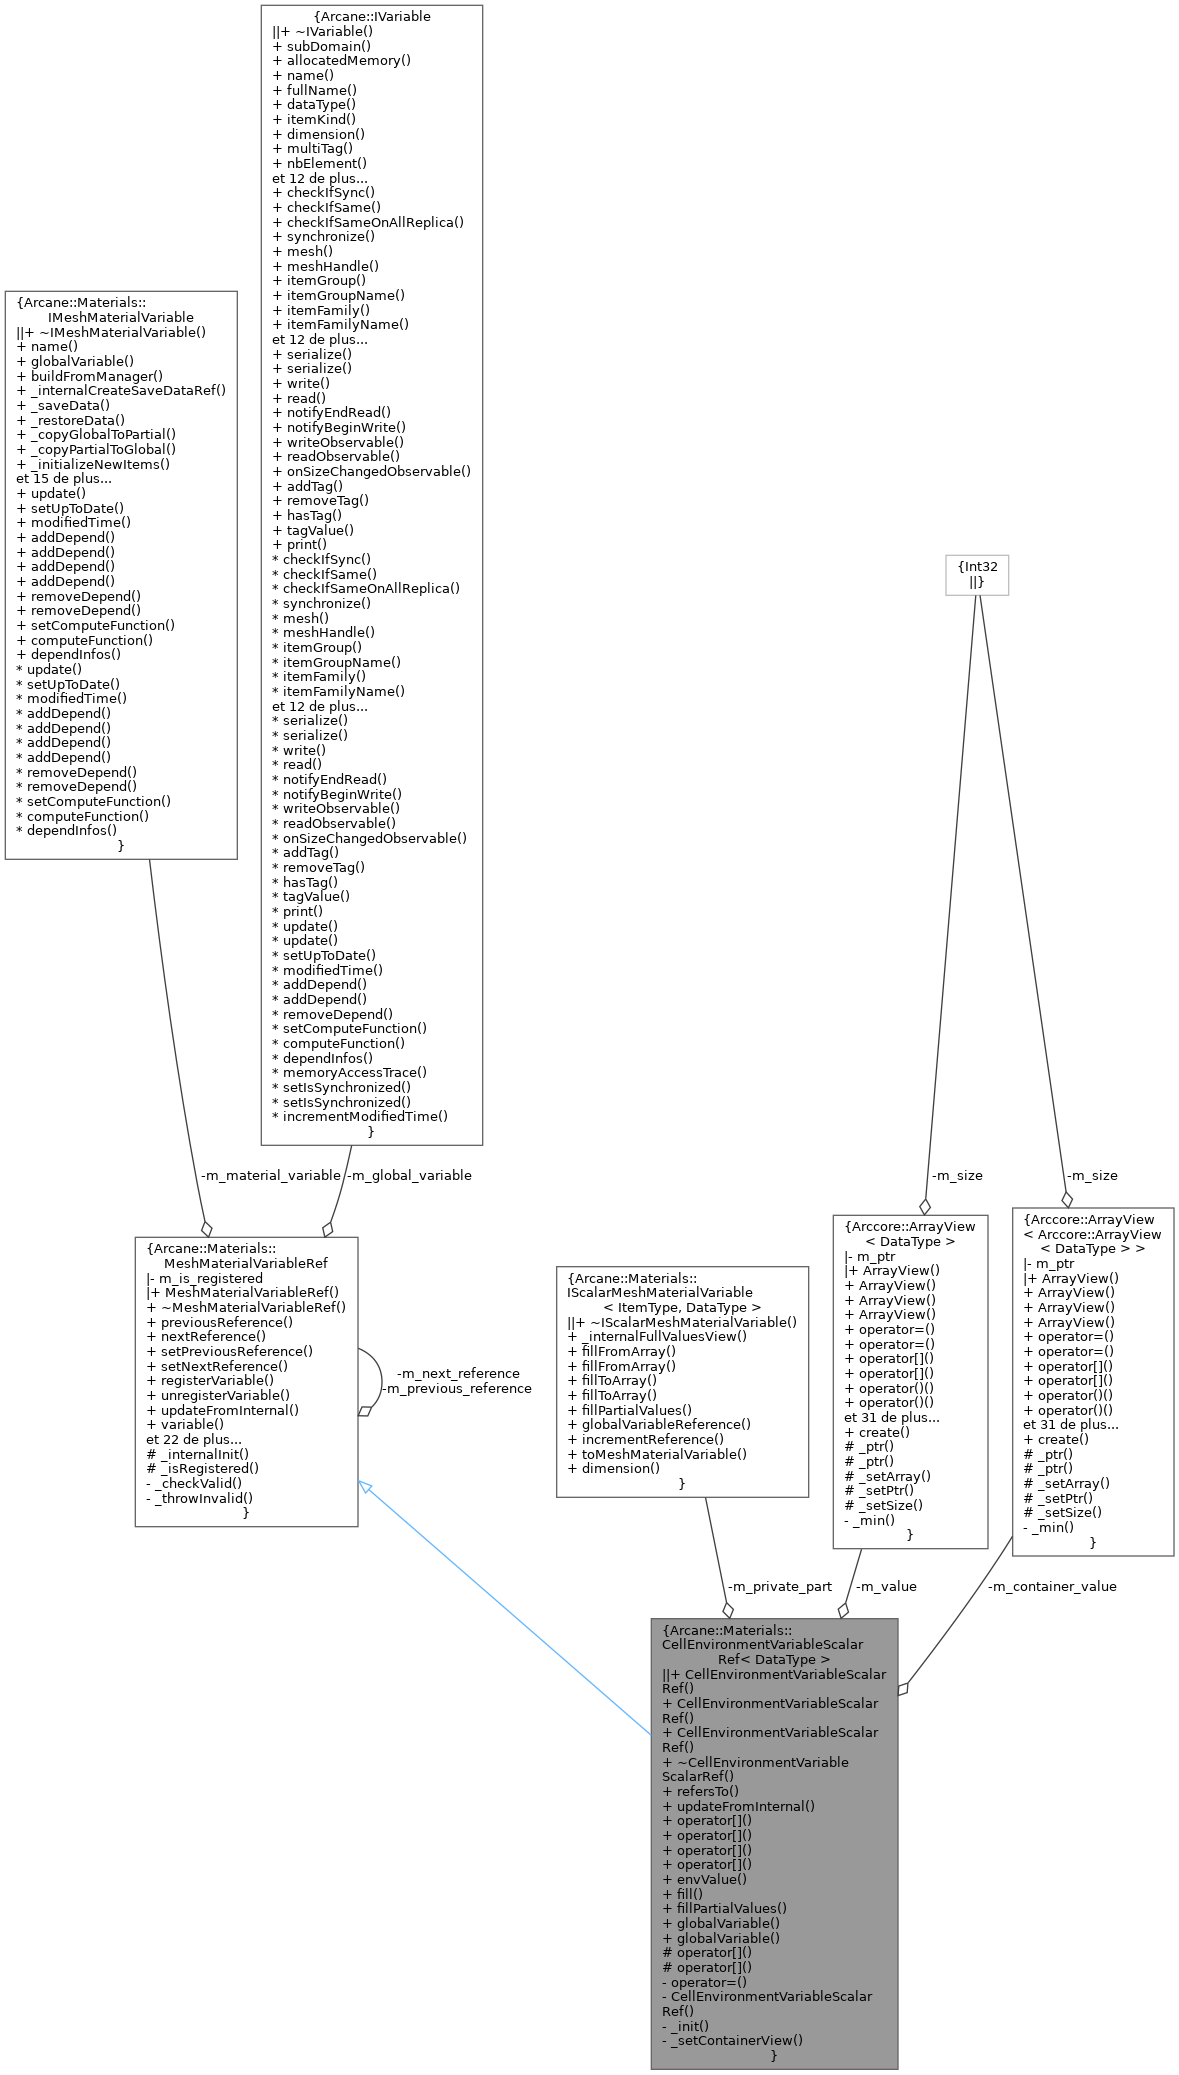 {Arcane::IVariable
||+ ~IVariable()
+ subDomain()
+ allocatedMemory()
+ name()
+ fullName()
+ dataType()
+ itemKind()
+ dimension()
+ multiTag()
+ nbElement()
et 12 de plus...
+ checkIfSync()
+ checkIfSame()
+ checkIfSameOnAllReplica()
+ synchronize()
+ mesh()
+ meshHandle()
+ itemGroup()
+ itemGroupName()
+ itemFamily()
+ itemFamilyName()
et 12 de plus...
+ serialize()
+ serialize()
+ write()
+ read()
+ notifyEndRead()
+ notifyBeginWrite()
+ writeObservable()
+ readObservable()
+ onSizeChangedObservable()
+ addTag()
+ removeTag()
+ hasTag()
+ tagValue()
+ print()
* checkIfSync()
* checkIfSame()
* checkIfSameOnAllReplica()
* synchronize()
* mesh()
* meshHandle()
* itemGroup()
* itemGroupName()
* itemFamily()
* itemFamilyName()
et 12 de plus...
* serialize()
* serialize()
* write()
* read()
* notifyEndRead()
* notifyBeginWrite()
* writeObservable()
* readObservable()
* onSizeChangedObservable()
* addTag()
* removeTag()
* hasTag()
* tagValue()
* print()
* update()
* update()
* setUpToDate()
* modifiedTime()
* addDepend()
* addDepend()
* removeDepend()
* setComputeFunction()
* computeFunction()
* dependInfos()
* memoryAccessTrace()
* setIsSynchronized()
* setIsSynchronized()
* incrementModifiedTime()
}
{Arcane::Materials::
IMeshMaterialVariable
||+ ~IMeshMaterialVariable()
+ name()
+ globalVariable()
+ buildFromManager()
+ _internalCreateSaveDataRef()
+ _saveData()
+ _restoreData()
+ _copyGlobalToPartial()
+ _copyPartialToGlobal()
+ _initializeNewItems()
et 15 de plus...
+ update()
+ setUpToDate()
+ modifiedTime()
+ addDepend()
+ addDepend()
+ addDepend()
+ addDepend()
+ removeDepend()
+ removeDepend()
+ setComputeFunction()
+ computeFunction()
+ dependInfos()
* update()
* setUpToDate()
* modifiedTime()
* addDepend()
* addDepend()
* addDepend()
* addDepend()
* removeDepend()
* removeDepend()
* setComputeFunction()
* computeFunction()
* dependInfos()
}
{Int32
||}
-m_material_variable
-m_global_variable
-m_size
-m_size
{Arcane::Materials::
MeshMaterialVariableRef
|- m_is_registered
|+ MeshMaterialVariableRef()
+ ~MeshMaterialVariableRef()
+ previousReference()
+ nextReference()
+ setPreviousReference()
+ setNextReference()
+ registerVariable()
+ unregisterVariable()
+ updateFromInternal()
+ variable()
et 22 de plus...
# _internalInit()
# _isRegistered()
- _checkValid()
- _throwInvalid()
}
-m_next_reference
-m_previous_reference
{Arcane::Materials::
IScalarMeshMaterialVariable
< ItemType, DataType >
||+ ~IScalarMeshMaterialVariable()
+ _internalFullValuesView()
+ fillFromArray()
+ fillFromArray()
+ fillToArray()
+ fillToArray()
+ fillPartialValues()
+ globalVariableReference()
+ incrementReference()
+ toMeshMaterialVariable()
+ dimension()
}
{Arccore::ArrayView
< DataType >
|- m_ptr
|+ ArrayView()
+ ArrayView()
+ ArrayView()
+ ArrayView()
+ operator=()
+ operator=()
+ operator[]()
+ operator[]()
+ operator()()
+ operator()()
et 31 de plus...
+ create()
# _ptr()
# _ptr()
# _setArray()
# _setPtr()
# _setSize()
- _min()
}
{Arccore::ArrayView
< Arccore::ArrayView
< DataType > >
|- m_ptr
|+ ArrayView()
+ ArrayView()
+ ArrayView()
+ ArrayView()
+ operator=()
+ operator=()
+ operator[]()
+ operator[]()
+ operator()()
+ operator()()
et 31 de plus...
+ create()
# _ptr()
# _ptr()
# _setArray()
# _setPtr()
# _setSize()
- _min()
}
-m_private_part
-m_value
-m_container_value
{Arcane::Materials::
CellEnvironmentVariableScalar
Ref< DataType >
||+ CellEnvironmentVariableScalar
Ref()
+ CellEnvironmentVariableScalar
Ref()
+ CellEnvironmentVariableScalar
Ref()
+ ~CellEnvironmentVariable
ScalarRef()
+ refersTo()
+ updateFromInternal()
+ operator[]()
+ operator[]()
+ operator[]()
+ operator[]()
+ envValue()
+ fill()
+ fillPartialValues()
+ globalVariable()
+ globalVariable()
# operator[]()
# operator[]()
- operator=()
- CellEnvironmentVariableScalar
Ref()
- _init()
- _setContainerView()
}